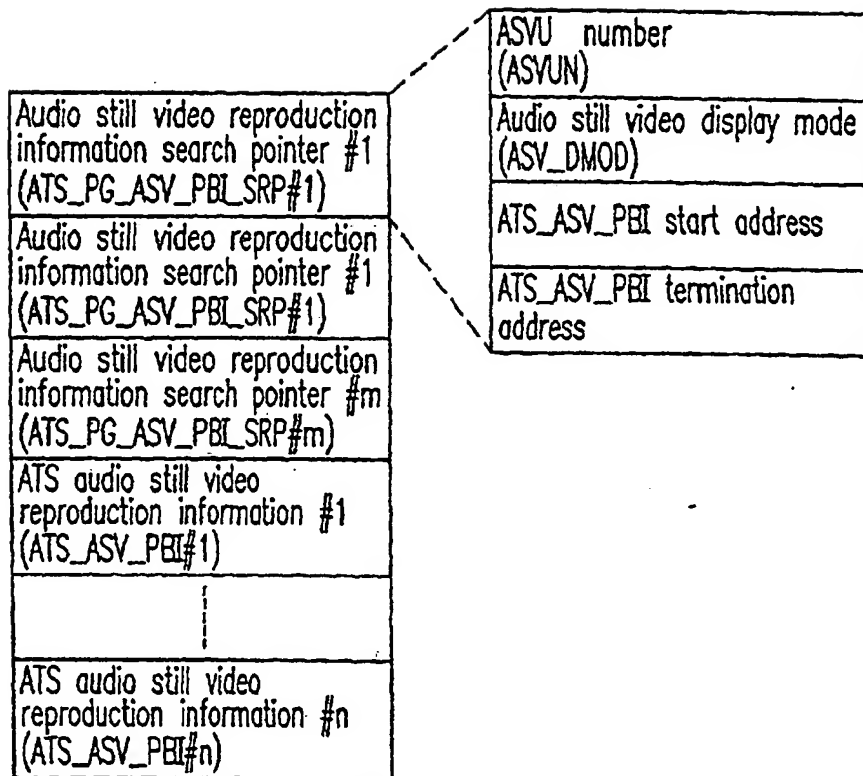 Audio still video reproduction
information search pointer #1
(ATS_PG_ASV_PBI_SRP#1)
Audio still video reproduction
information search pointer #1
(ATS_PG_ASV_PBI_SRP#1)
Audio still video reproduction
information search pointer #m
(ATS_PG_ASV_PBI_SRP#m)
ATS audio still video
reproduction information #1
(ATS_ASV_PBI#1)
ATS audio still video
reproduction information #n
(ATS_ASV_PBI#n)
ASVU number
(ASVUN)
Audio still video display mode
(ASV_DMOD)
ATS_ASV_PBI start address
ATS_ASV_PBI termination
address